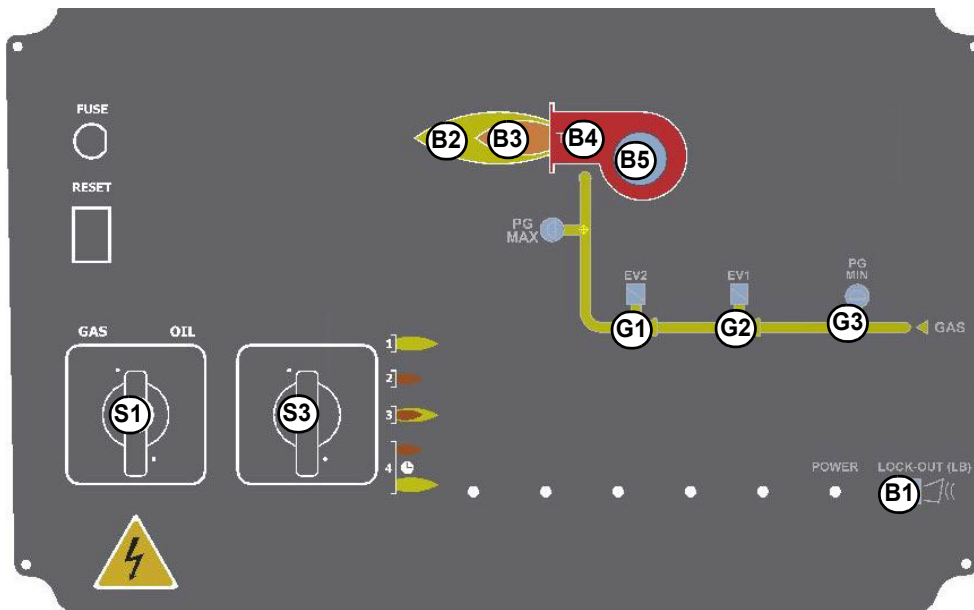 FUSE
B2
B3
B4
B5
RESET
PG
MAX
EV2
EV1
PG
MIN
G1
G2
G3
GAS
GAS
OIL
1
2
S1
S3
3
4
POWER
LOCK-OUT (LB)
B1